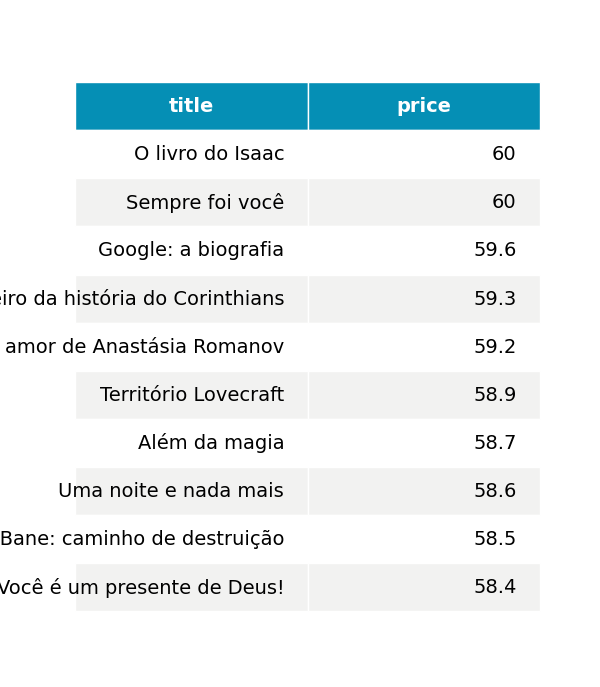 title price
O livro do Isaac 60
Sempre foi você 60
Google: a biografia 59.6
da história do Corinthians 59.3
amor de Anastásia Romanov 59.2
Território Lovecraft 58.9
Além da magia 58.7
Uma noite e nada mais 58.6
Bane: caminho de destruição 58.5
Você é um presente de Deus! 58.4